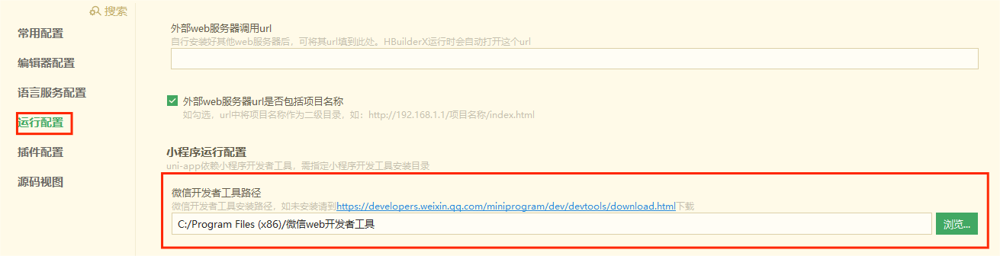 搜索
常用配置
编辑器配置
语言服务配置
运行配置
插件配置
源码视图
外部web服务器调用url
自行安装好其他web服务器后，可将其url填到此处。HBuilderX运行时会自动打开这个url
外部web服务器url是否包括项目名称
如勾选，url中将项目名称作为二级目录，如：http://192.168.1.1/项目名称/index.html
小程序运行配置
uni-app依赖小程序开发者工具，需指定小程序开发工具安装目录
微信开发者工具路径
微信开发者工具安装路径，如未安装请到https://developers.weixin.qq.com/miniprogram/dev/devtools/download.html下载
C:/Program Files (x86)/微信web开发者工具
浏览...